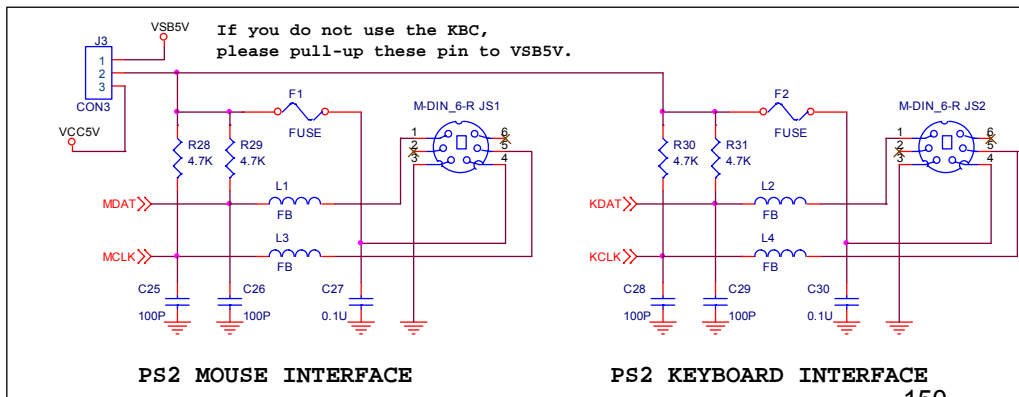 VSB5V
If you do not use the KBC,
please pull-up these pin to VSB5V.
J3
1
2
3
CON3
VCC5V
F1
FUSE
M-DIN_6-R JS1
1
2
3
6
5
4
R28
4.7K
R29
4.7K
MDAT
L1
FB
MCLK
L3
FB
C25
100P
C26
100P
C27
0.1U
F2
FUSE
M-DIN_6-R JS2
1
2
3
6
5
4
R30
4.7K
R31
4.7K
KDAT
L2
FB
KCLK
L4
FB
C28
100P
C29
100P
C30
0.1U
PS2 MOUSE INTERFACE
PS2 KEYBOARD INTERFACE